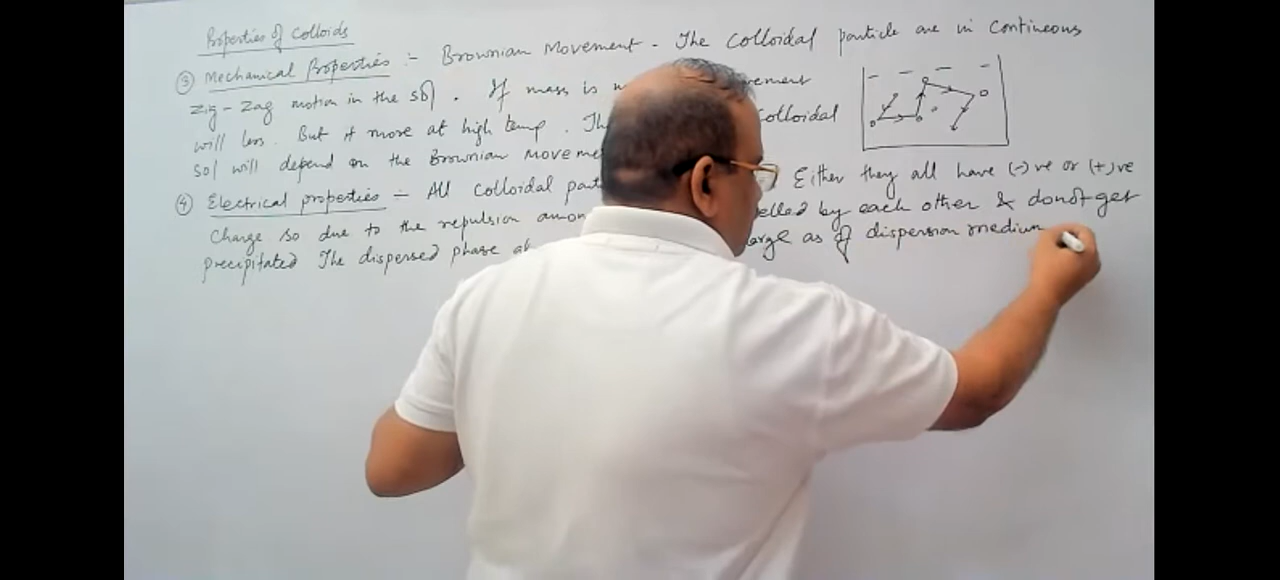 Properties of Colloids
③ Mechanical Properties :- Brownian Movement - The Colloidal particle are in Contineous
Zig-Zag motion in the sol. If mass is vement
will less. But it more at high temp. Th Colloidal
sol will depend on the Brownian Moveme
④ Electrical properties :- All Colloidal part Either they all have (-)ve or (+)ve
Charge so due to the repulsion amon elled by each other & donot get
precipitated The dispersed phase arge as of dispersion medium